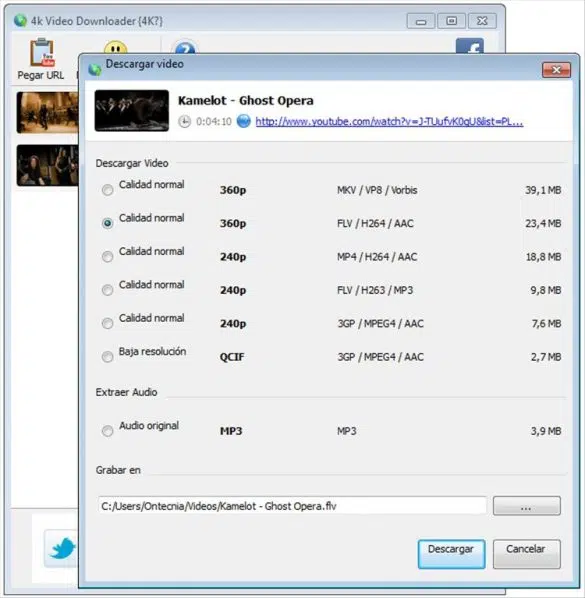 4k Video Downloader {4K?}
Pegar URL
Descargar video
Kamelot - Ghost Opera
0:04:10 http://www.youtube.com/watch?v=J-TUufvK0gU&list=PL...
Descargar Video
Calidad normal 360p MKV / VP8 / Vorbis 39,1 MB
Calidad normal 360p FLV / H264 / AAC 23,4 MB
Calidad normal 240p MP4 / H264 / AAC 18,8 MB
Calidad normal 240p FLV / H263 / MP3 9,8 MB
Calidad normal 240p 3GP / MPEG4 / AAC 7,6 MB
Baja resolución QCIF 3GP / MPEG4 / AAC 2,7 MB
Extraer Audio
Audio original MP3 MP3 3,9 MB
Grabar en
C:/Users/Ontecnia/Videos/Kamelot - Ghost Opera.flv ...
Descargar Cancelar